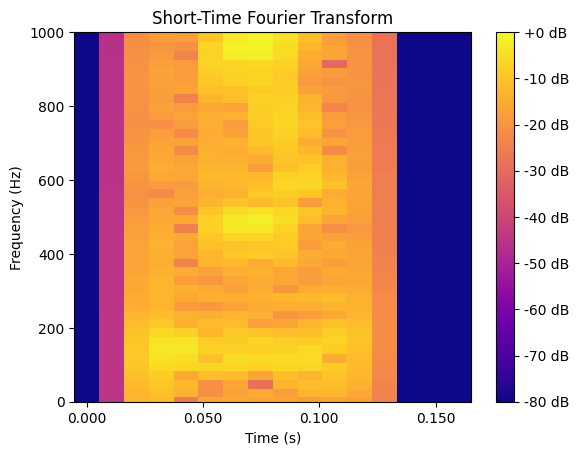 Short-Time Fourier Transform
1000
800
600
400
200
0
Frequency (Hz)
0.000
0.050
0.100
0.150
Time (s)
+0 dB
-10 dB
-20 dB
-30 dB
-40 dB
-50 dB
-60 dB
-70 dB
-80 dB